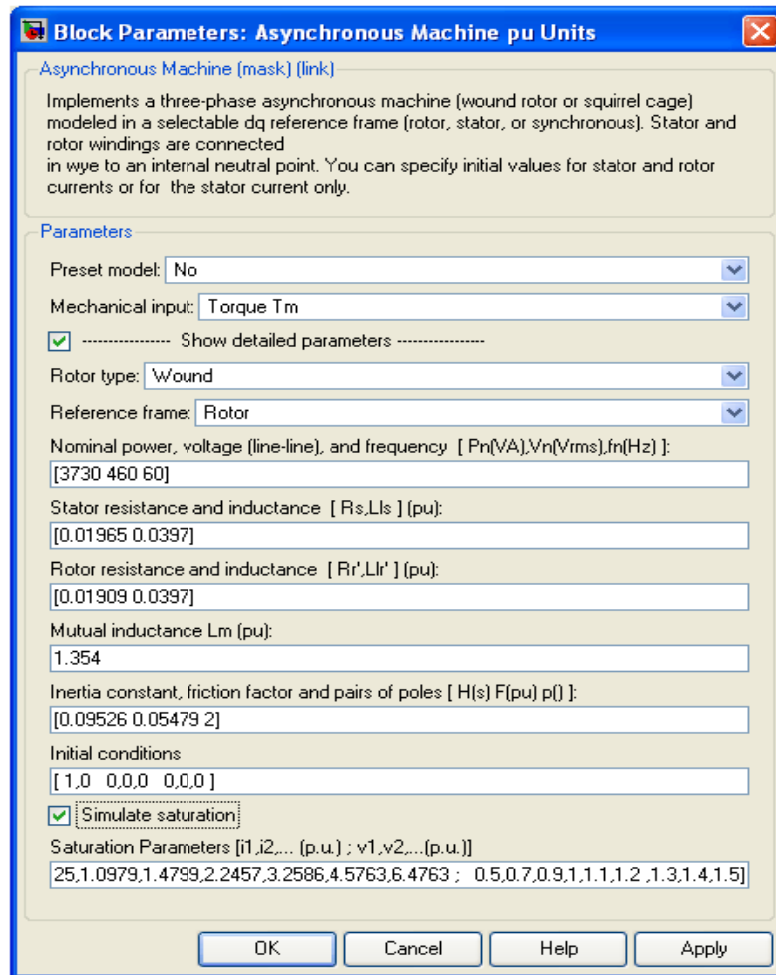 Block Parameters: Asynchronous Machine pu Units
Asynchronous Machine (mask) (link)
Implements a three-phase asynchronous machine (wound rotor or squirrel cage)
modeled in a selectable dq reference frame (rotor, stator, or synchronous). Stator and
rotor windings are connected
in wye to an internal neutral point. You can specify initial values for stator and rotor
currents or for the stator current only.
Parameters
Preset model: No
Mechanical input: Torque Tm
---------------- Show detailed parameters ----------------
Rotor type: Wound
Reference frame: Rotor
Nominal power, voltage (line-line), and frequency [ Pn(VA),Vn(Vrms),fn(Hz) ]:
[3730 460 60]
Stator resistance and inductance [ Rs,Lls ] (pu):
[0.01965 0.0397]
Rotor resistance and inductance [ Rr',Llr' ] (pu):
[0.01909 0.0397]
Mutual inductance Lm (pu):
1.354
Inertia constant, friction factor and pairs of poles [ H(s) F(pu) p() ]:
[0.09526 0.05479 2]
Initial conditions
[ 1,0 0,0,0 0,0,0 ]
Simulate saturation
Saturation Parameters [i1,i2,... (p.u.) ; v1,v2,...(p.u.)]
25,1.0979,1.4799,2.2457,3.2586,4.5763,6.4763 ; 0.5,0.7,0.9,1,1.1,1.2 ,1.3,1.4,1.5]
OK Cancel Help Apply